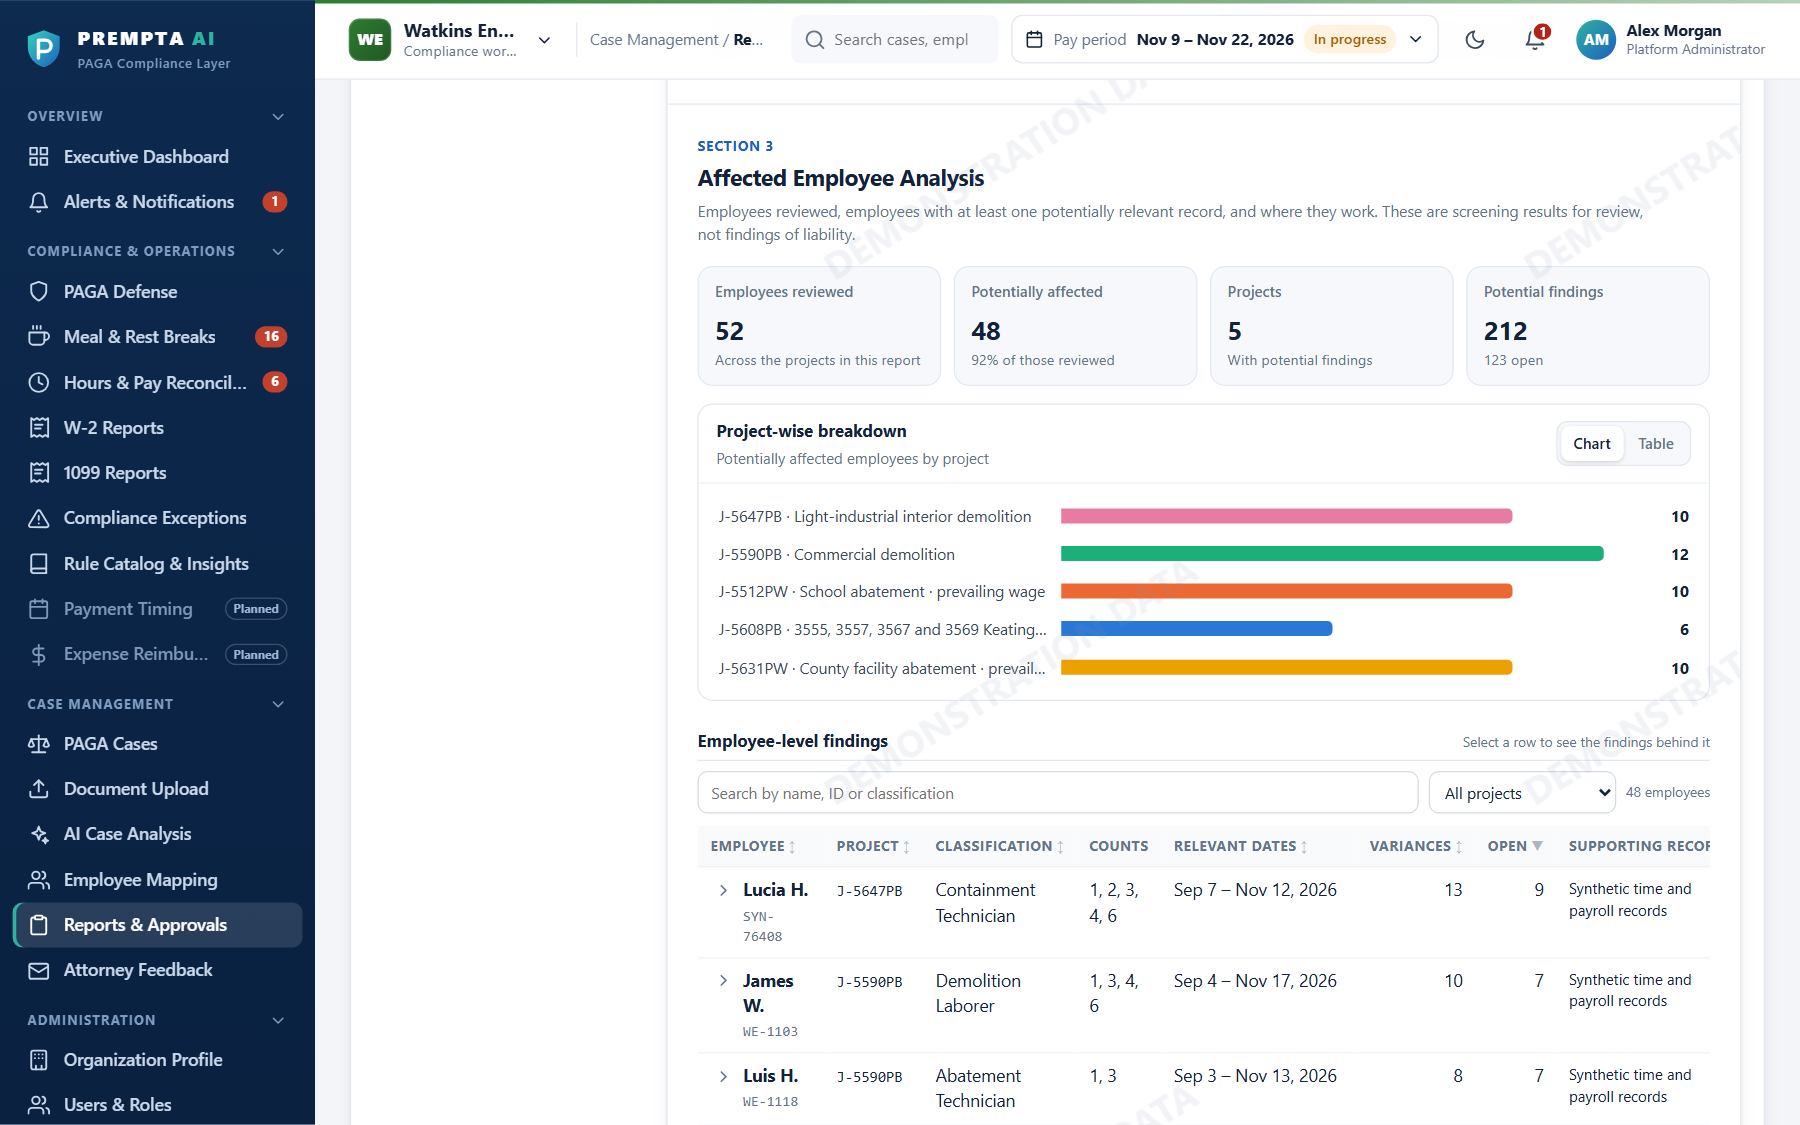 PREMPTA AI
PAGA Compliance Layer
OVERVIEW
Executive Dashboard
Alerts & Notifications 1
COMPLIANCE & OPERATIONS
PAGA Defense
Meal & Rest Breaks 16
Hours & Pay Reconcil... 6
W-2 Reports
1099 Reports
Compliance Exceptions
Rule Catalog & Insights
Payment Timing Planned
Expense Reimbu... Planned
CASE MANAGEMENT
PAGA Cases
Document Upload
AI Case Analysis
Employee Mapping
Reports & Approvals
Attorney Feedback
ADMINISTRATION
Organization Profile
Users & Roles
WE
Watkins En...
Compliance wor...
Case Management / Re...
Search cases, empl
Pay period Nov 9 – Nov 22, 2026 In progress
1
AM
Alex Morgan
Platform Administrator
SECTION 3
Affected Employee Analysis
Employees reviewed, employees with at least one potentially relevant record, and where they work. These are screening results for review,
not findings of liability.
Employees reviewed
52
Across the projects in this report
Potentially affected
48
92% of those reviewed
Projects
5
With potential findings
Potential findings
212
123 open
Project-wise breakdown
Potentially affected employees by project
Chart Table
J-5647PB · Light-industrial interior demolition 10
J-5590PB · Commercial demolition 12
J-5512PW · School abatement · prevailing wage 10
J-5608PB · 3555, 3557, 3567 and 3569 Keating... 6
J-5631PW · County facility abatement · prevail... 10
Employee-level findings
Select a row to see the findings behind it
Search by name, ID or classification
All projects
48 employees
EMPLOYEE PROJECT CLASSIFICATION COUNTS RELEVANT DATES VARIANCES OPEN SUPPORTING RECOR
Lucia H. J-5647PB Containment 1, 2, 3, Sep 7 – Nov 12, 2026 13 9 Synthetic time and
SYN- Technician 4, 6 payroll records
76408
James J-5590PB Demolition 1, 3, 4, Sep 4 – Nov 17, 2026 10 7 Synthetic time and
W. Laborer 6 payroll records
WE-1103
Luis H. J-5590PB Abatement 1, 3 Sep 3 – Nov 13, 2026 8 7 Synthetic time and
WE-1118 Technician payroll records
DEMONSTRATION DA
DEMONSTRAT
DEMONSTRATION DATA
DEMONSTRAT
DATA